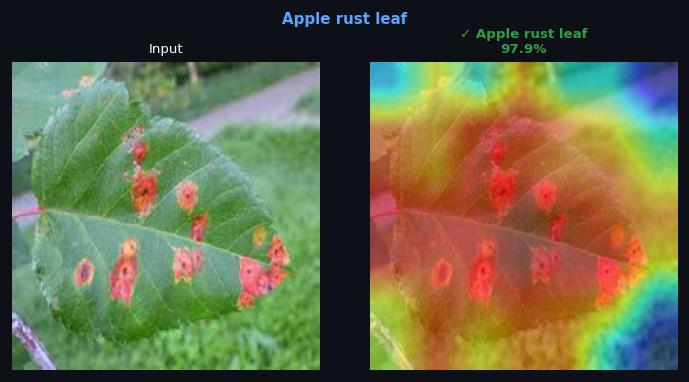 Apple rust leaf
Input
✓ Apple rust leaf
97.9%